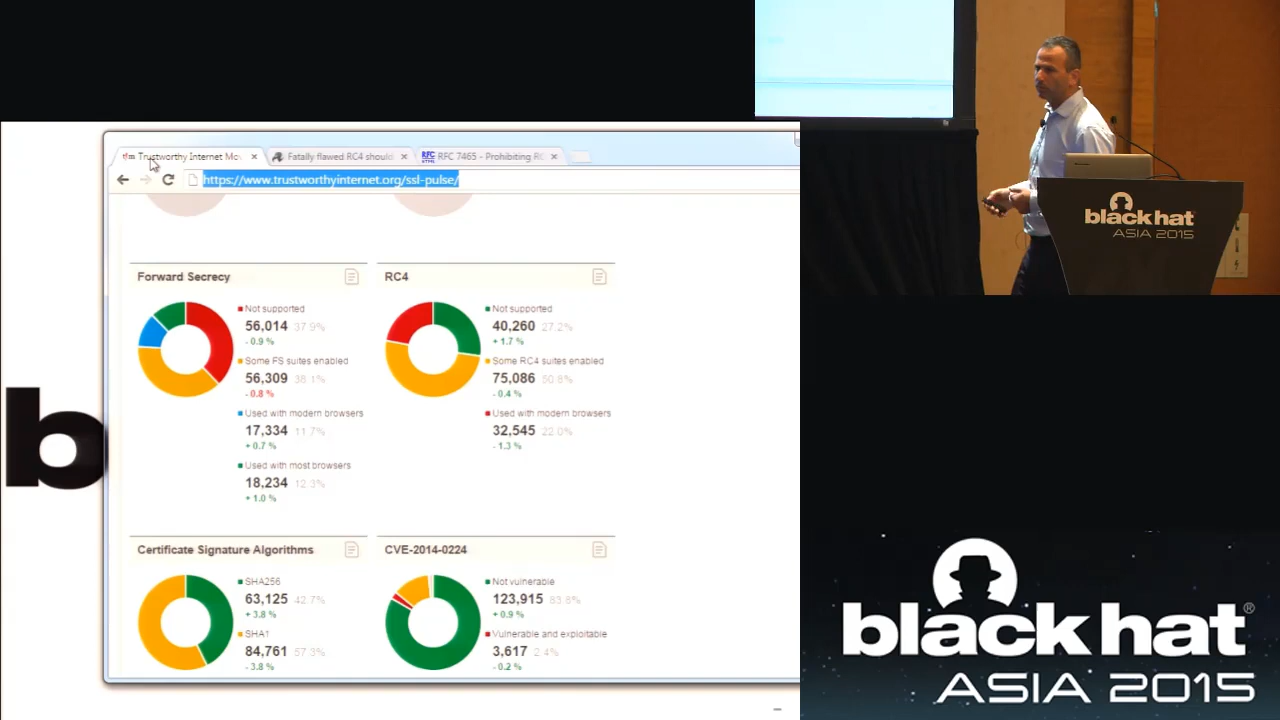 Trustworthy Internet Mov
Fatally flawed RC4 should
RFC 7465 - Prohibiting RC
https://www.trustworthyinternet.org/ssl-pulse/
Forward Secrecy
Not supported
56,014 37.9%
- 0.9 %
Some FS suites enabled
56,309 38.1%
- 0.8 %
Used with modern browsers
17,334 11.7%
+ 0.7 %
Used with most browsers
18,234 12.3%
+ 1.0 %
RC4
Not supported
40,260 27.2%
+ 1.7 %
Some RC4 suites enabled
75,086 50.8%
- 0.4 %
Used with modern browsers
32,545 22.0%
- 1.3 %
Certificate Signature Algorithms
SHA256
63,125 42.7%
+ 3.8 %
SHA1
84,761 57.3%
- 3.8 %
CVE-2014-0224
Not vulnerable
123,915 83.8%
+ 0.9 %
Vulnerable and exploitable
3,617 2.4%
- 0.2 %
b
black hat
ASIA 2015
black hat®
ASIA 2015